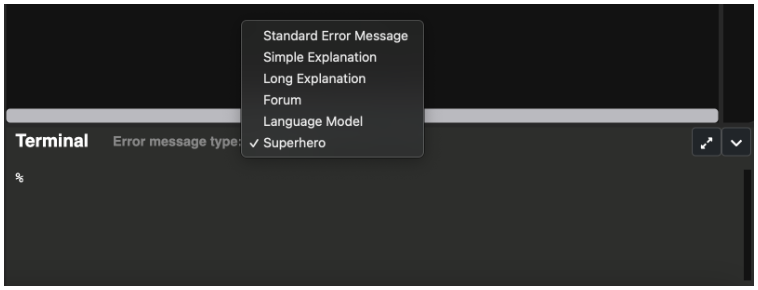 Standard Error Message
Simple Explanation
Long Explanation
Forum
Language Model
Terminal Error message type: ✓ Superhero
%